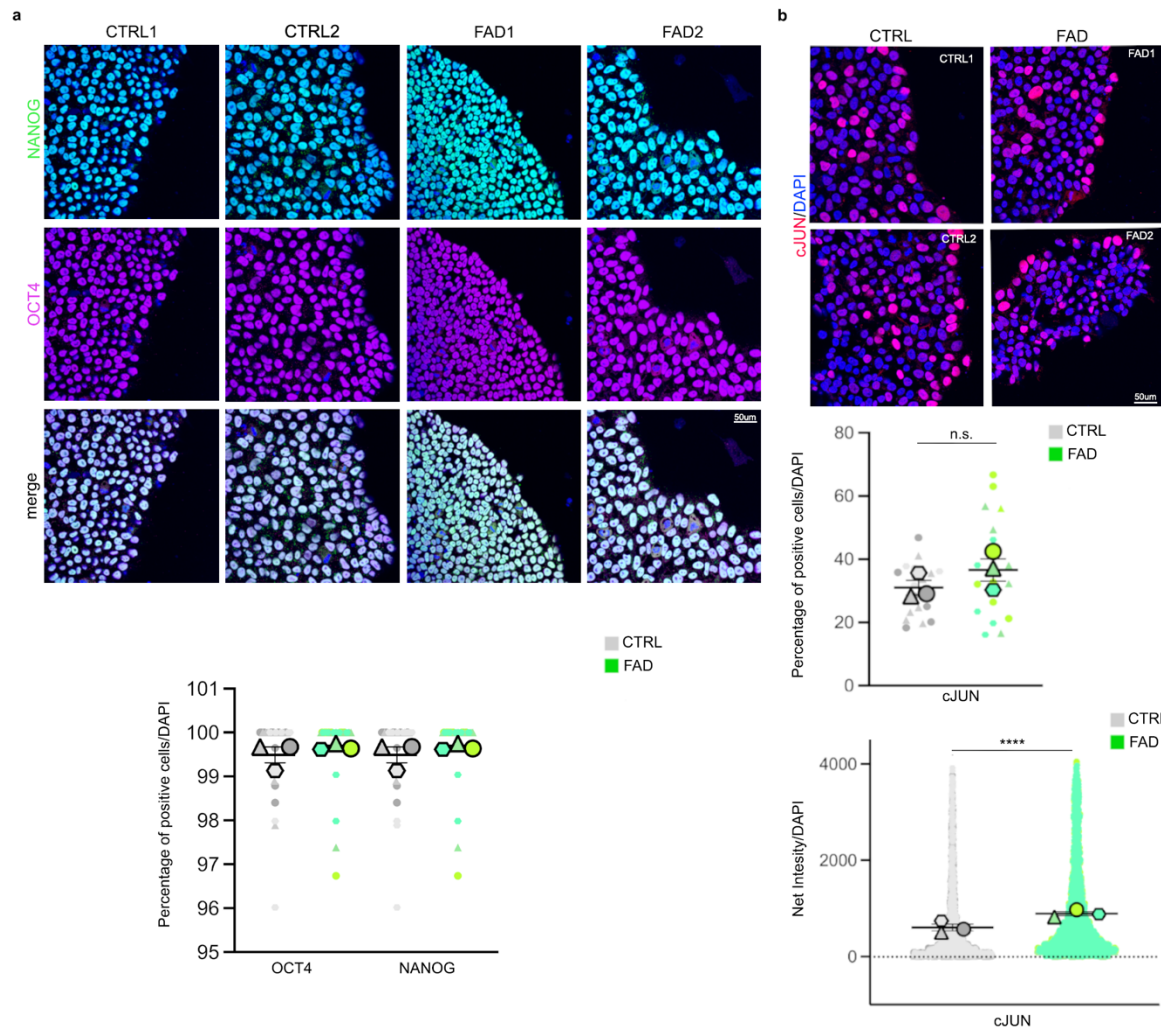 a
CTRL1 CTRL2 FAD1 FAD2
NANOG
OCT4
merge
50um
CTRL
FAD
Percentage of positive cells/DAPI
101
100
99
98
97
96
95
OCT4 NANOG
b
CTRL FAD
cJUN/DAPI
CTRL1 FAD1
CTRL2 FAD2
50um
Percentage of positive cells/DAPI
80
60
40
20
0
n.s.
CTRL
FAD
cJUN
Net Intesity/DAPI
4000
2000
0
****
CTRL
FAD
cJUN